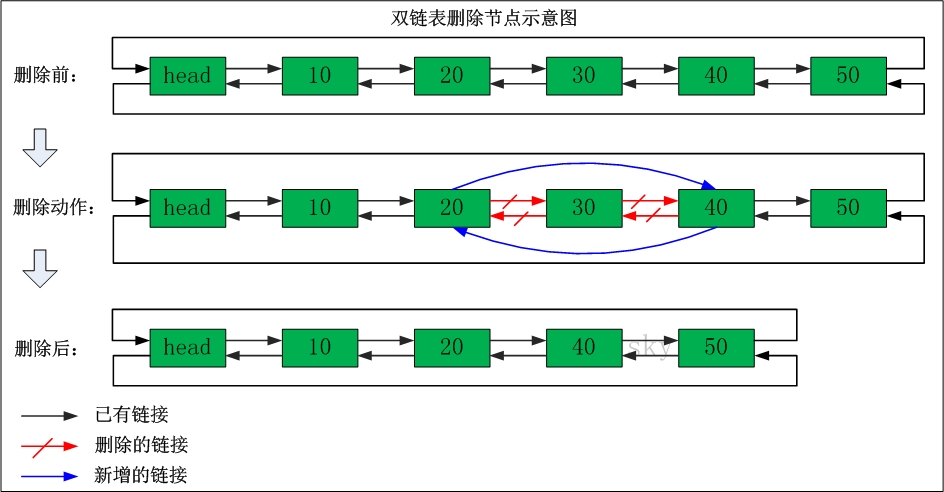 双链表删除节点示意图
删除前：
head 10 20 30 40 50
删除动作：
head 10 20 30 40 50
删除后：
head 10 20 40 sky 50
已有链接
删除的链接
新增的链接